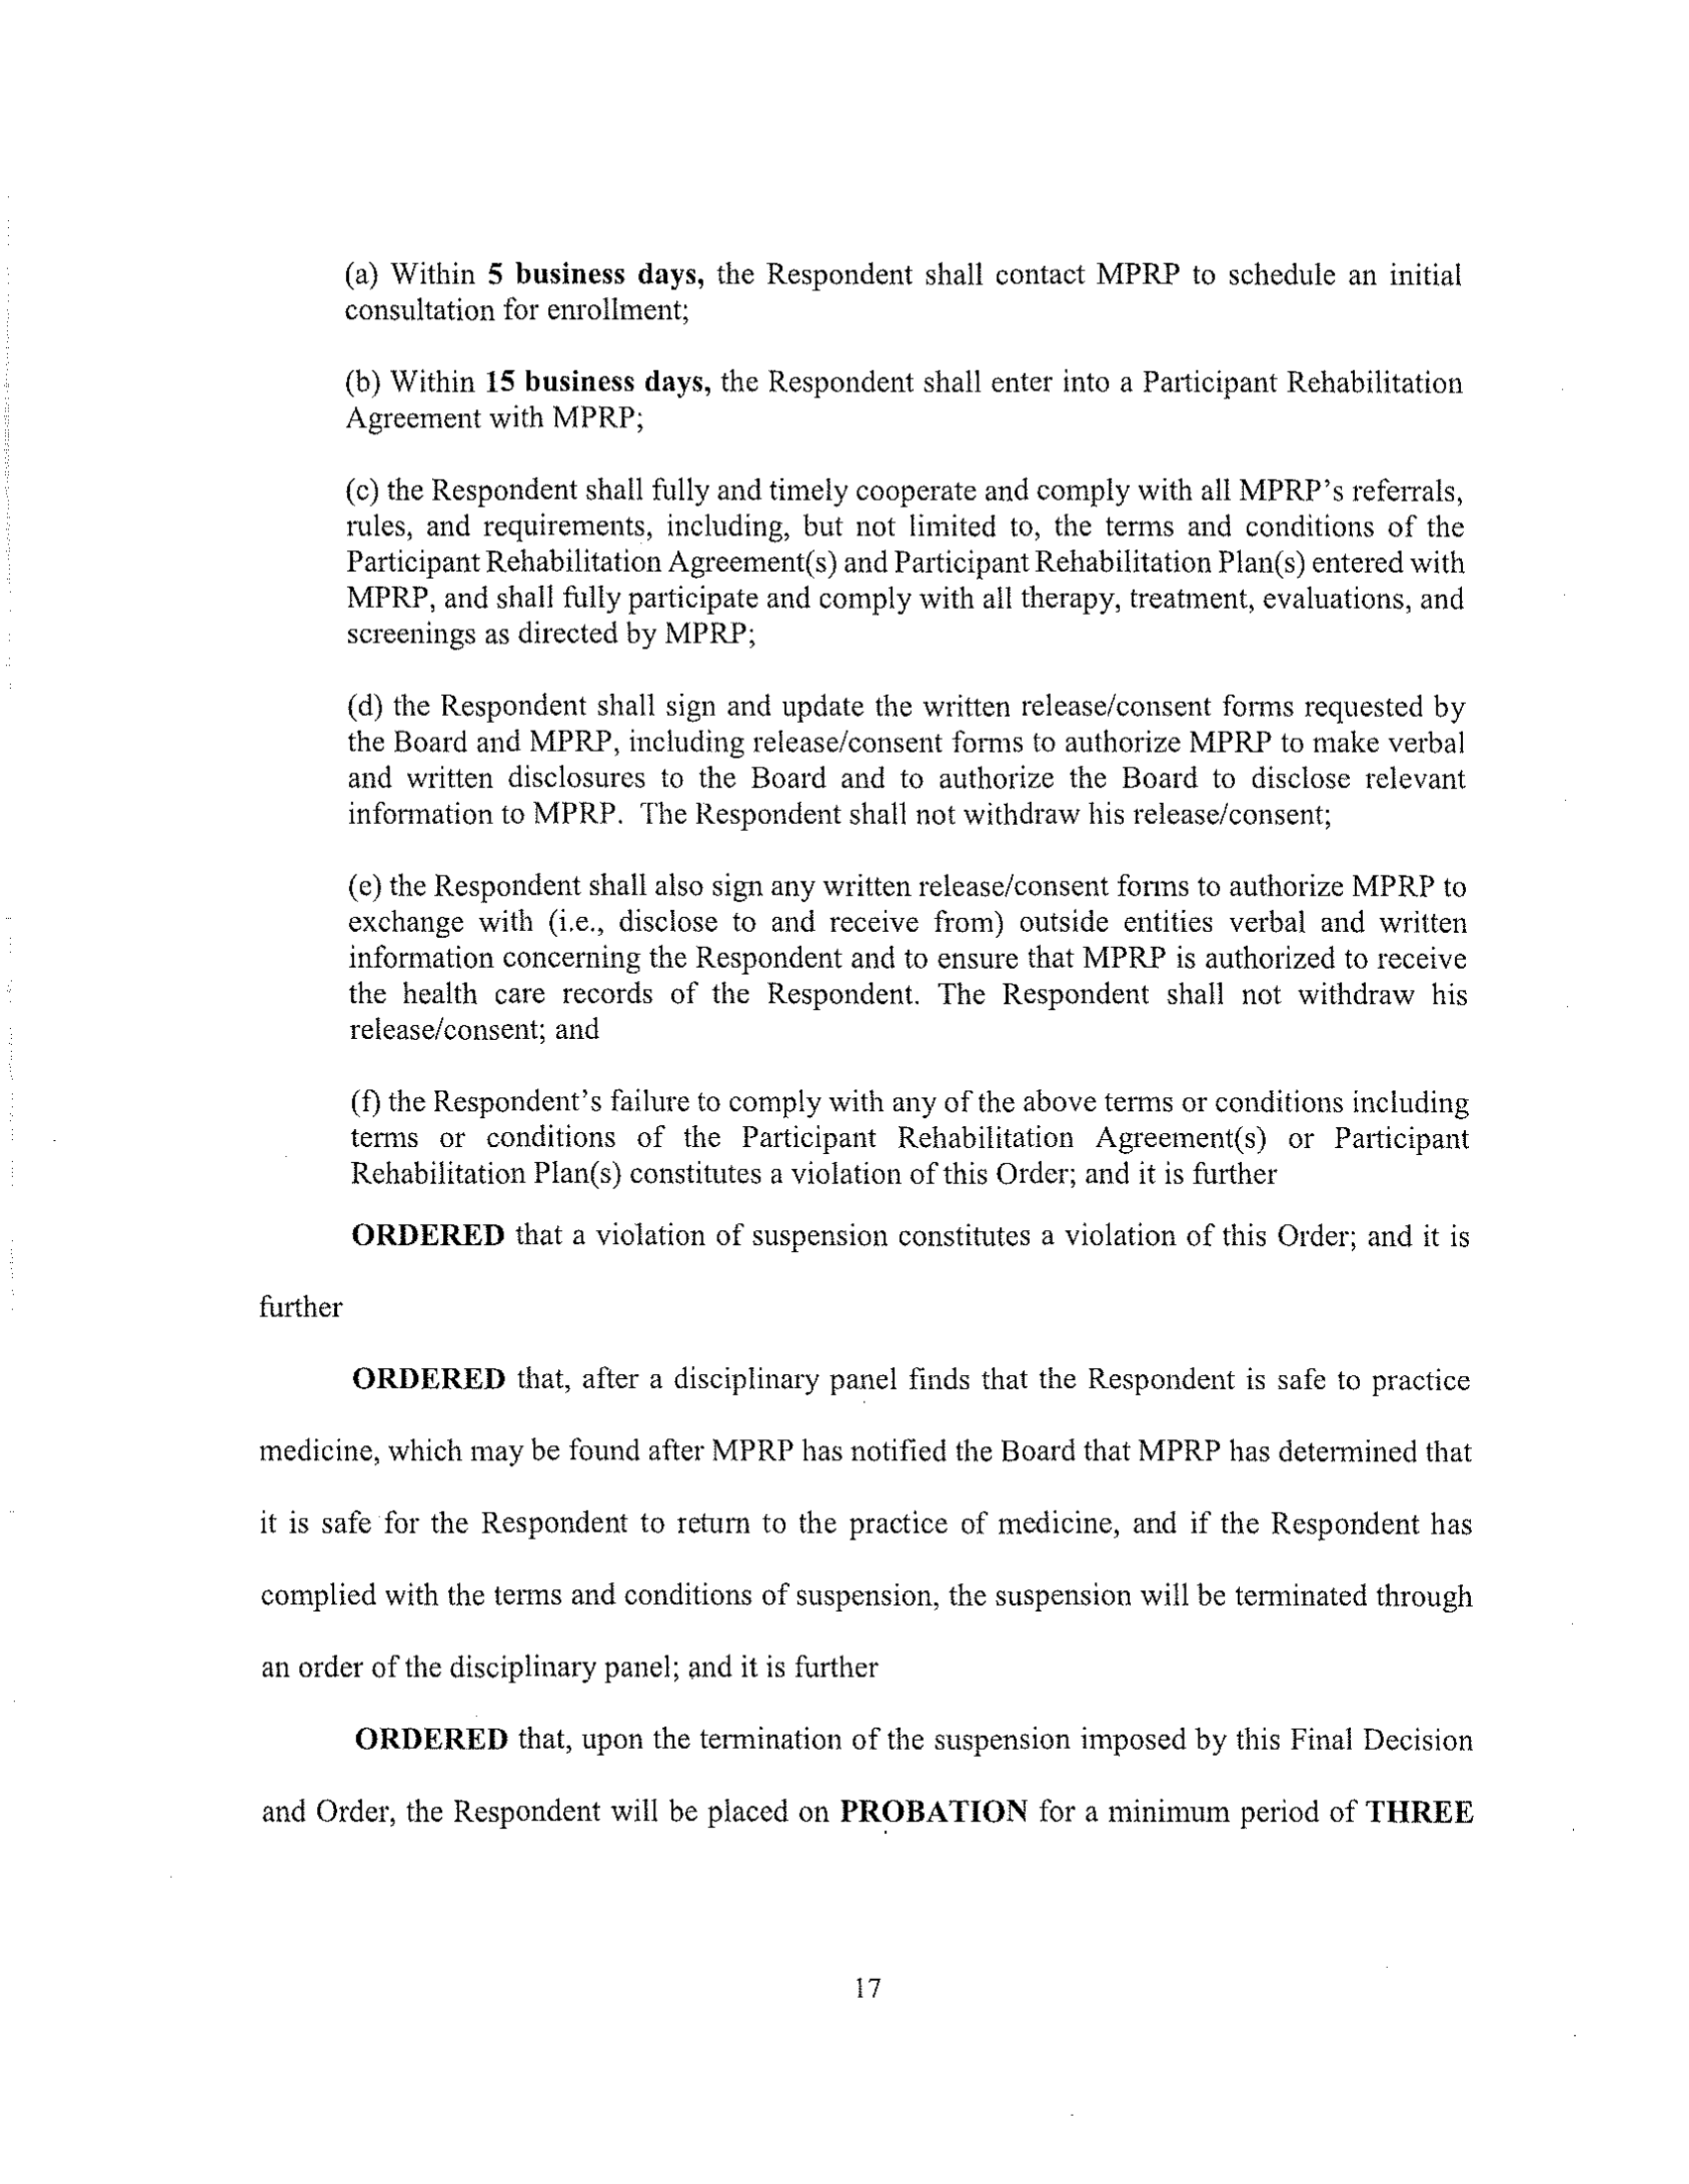 (a) Within 5 business days, the Respondent shall contact MPRP to schedule an initial
consultation for enrollment;
(b) Within 15 business days, the Respondent shall enter into a Participant Rehabilitation
Agreement with MPRP;
(c) the Respondent shall fully and timely cooperate and comply with all MPRP's referrals,
rules, and requirements, including, but not limited to, the terms and conditions of the
Participant Rehabilitation Agreement(s) and Participant Rehabilitation Plan(s) entered with
MPRP, and shall fully participate and comply with all therapy, treatment, evaluations, and
screenings as directed by MPRP;
(d) the Respondent shall sign and update the written release/consent forms requested by
the Board and MPRP, including release/consent forms to authorize MPRP to make verbal
and written disclosures to the Board and to authorize the Board to disclose relevant
information to MPRP. The Respondent shall not withdraw his release/consent;
(e) the Respondent shall also sign any written release/consent forms to authorize MPRP to
exchange with (i.e., disclose to and receive from) outside entities verbal and written
information concerning the Respondent and to ensure that MPRP is authorized to receive
the health care records of the Respondent. The Respondent shall not withdraw his
release/consent; and
(f) the Respondent's failure to comply with any of the above terms or conditions including
terms or conditions of the Participant Rehabilitation Agreement(s) or Participant
Rehabilitation Plan(s) constitutes a violation of this Order; and it is further
ORDERED that a violation of suspension constitutes a violation of this Order; and it is
further
ORDERED that, after a disciplinary panel finds that the Respondent is safe to practice
medicine, which may be found after MPRP has notified the Board that MPRP has determined that
it is safe for the Respondent to return to the practice of medicine, and if the Respondent has
complied with the terms and conditions of suspension, the suspension will be terminated through
an order of the disciplinary panel; and it is further
ORDERED that, upon the termination of the suspension imposed by this Final Decision
and Order, the Respondent will be placed on PROBATION for a minimum period of THREE
17